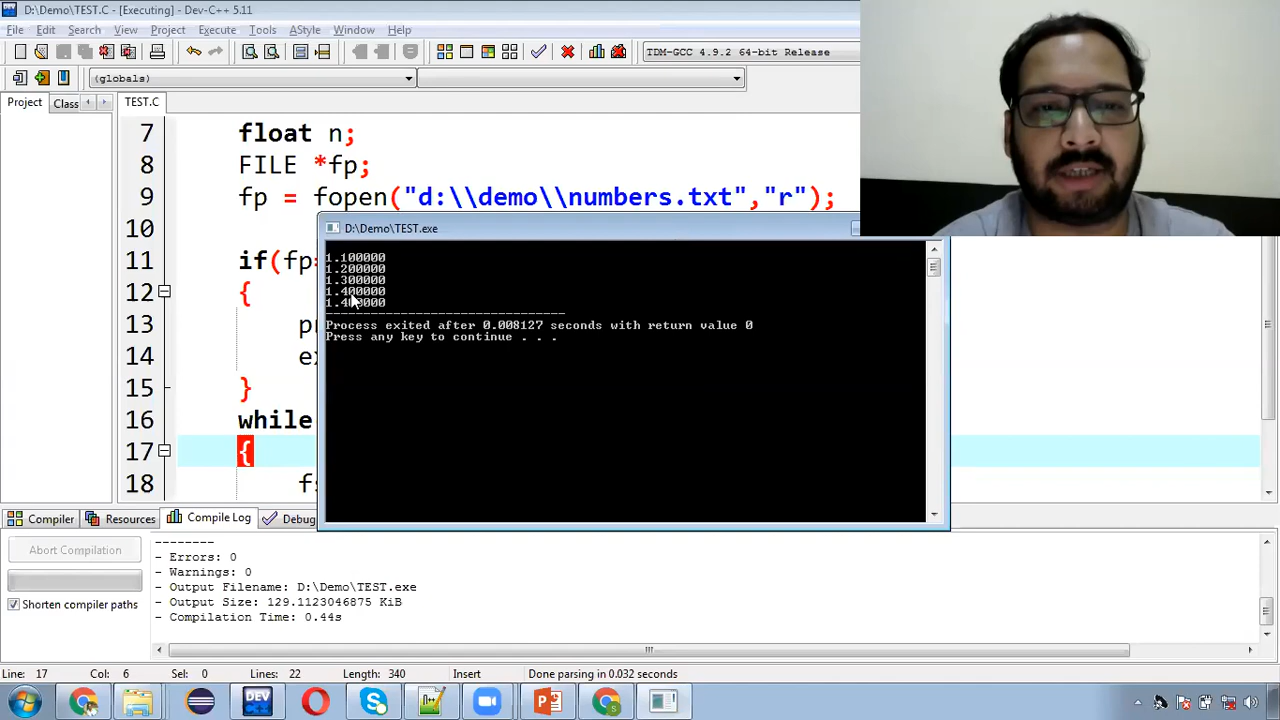 D:\Demo\TEST.C - [Executing] - Dev-C++ 5.11
File Edit Search View Project Execute Tools AStyle Window Help
TDM-GCC 4.9.2 64-bit Release
(globals)
Project Class TEST.C
7 float n;
8 FILE *fp;
9 fp = fopen("d:\\demo\\numbers.txt","r");
10
D:\Demo\TEST.exe
11 if(fp
12 {
13 p
14 e
15 }
16 while
17 {
18 f
1.100000
1.200000
1.300000
1.400000
1.400000
--------------------------------
Process exited after 0.008127 seconds with return value 0
Press any key to continue . . .
Compiler Resources Compile Log Debug
Abort Compilation
Shorten compiler paths
--------
- Errors: 0
- Warnings: 0
- Output Filename: D:\Demo\TEST.exe
- Output Size: 129.1123046875 KiB
- Compilation Time: 0.44s
Line: 17 Col: 6 Sel: 0 Lines: 22 Length: 340 Insert Done parsing in 0.032 seconds
DEV C++